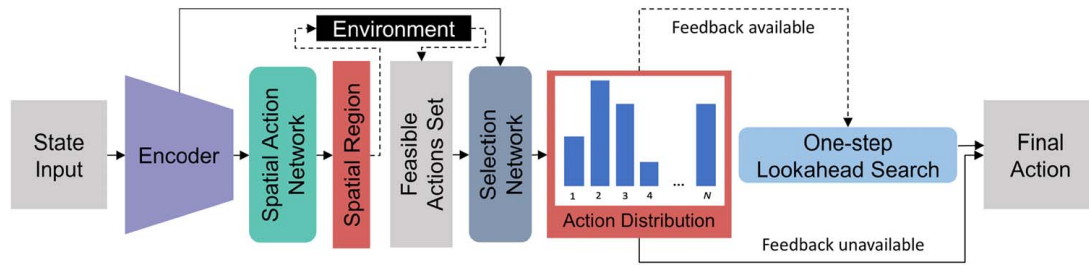 State
Input
Encoder
Spatial Action
Network
Spatial Region
Environment
Feasible
Actions Set
Selection
Network
1 2 3 4 ... N
Action Distribution
Feedback available
One-step
Lookahead Search
Feedback unavailable
Final
Action